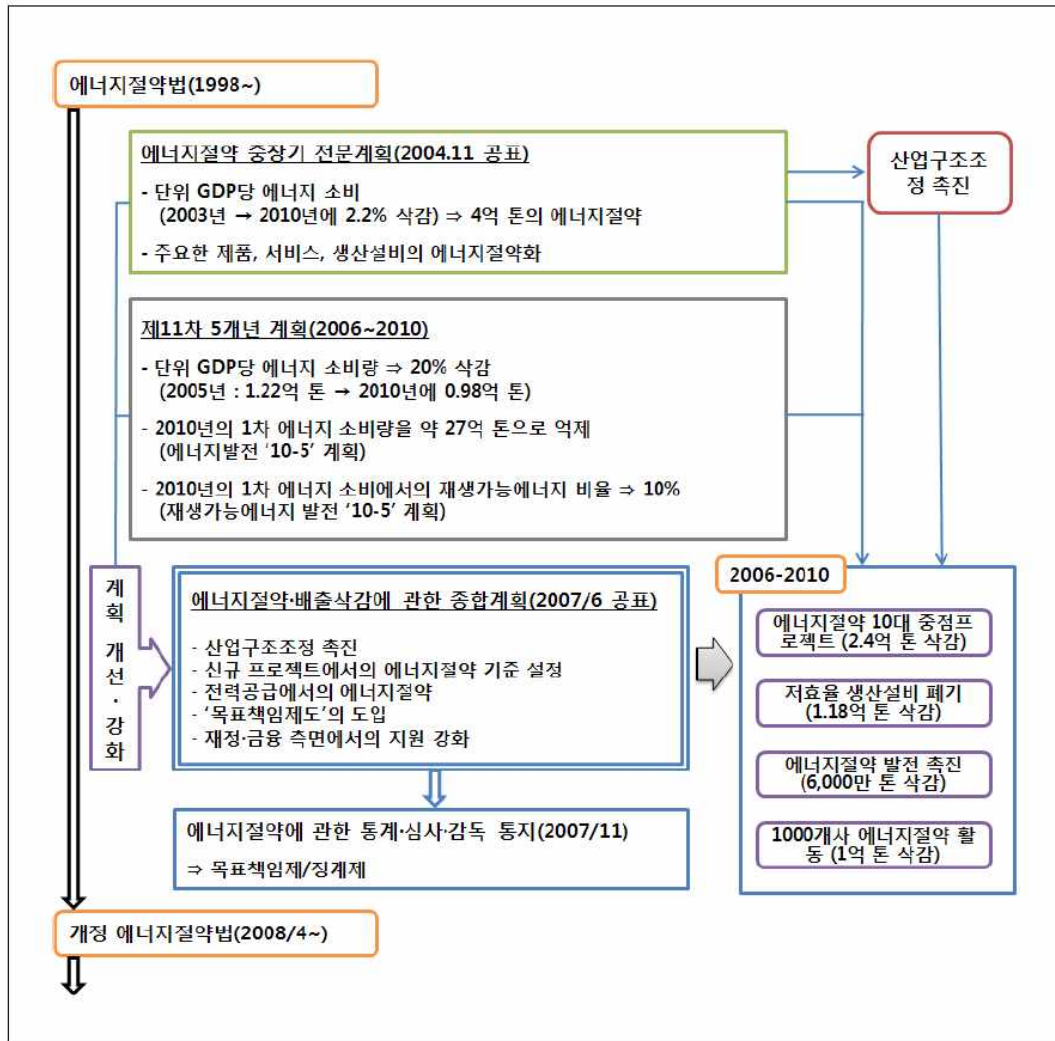 에너지절약법(1998~)
에너지절약 중장기 전문계획(2004.11 공표)
- 단위 GDP당 에너지 소비
(2003년 → 2010년에 2.2% 삭감) ⇒ 4억 톤의 에너지절약
- 주요한 제품, 서비스, 생산설비의 에너지절약화
산업구조조
정 촉진
제11차 5개년 계획(2006~2010)
- 단위 GDP당 에너지 소비량 ⇒ 20% 삭감
(2005년 : 1.22억 톤 → 2010년에 0.98억 톤)
- 2010년의 1차 에너지 소비량을 약 27억 톤으로 억제
(에너지발전 ‘10-5’ 계획)
- 2010년의 1차 에너지 소비에서의 재생가능에너지 비율 ⇒ 10%
(재생가능에너지 발전 ‘10-5’ 계획)
계획 개선·강화
에너지절약·배출삭감에 관한 종합계획(2007/6 공표)
- 산업구조조정 촉진
- 신규 프로젝트에서의 에너지절약 기준 설정
- 전력공급에서의 에너지절약
- ‘목표책임제도’의 도입
- 재정·금융 측면에서의 지원 강화
2006-2010
에너지절약 10대 중점프
로젝트 (2.4억 톤 삭감)
저효율 생산설비 폐기
(1.18억 톤 삭감)
에너지절약 발전 촉진
(6,000만 톤 삭감)
1000개사 에너지절약 활
동 (1억 톤 삭감)
에너지절약에 관한 통계·심사·감독 통지(2007/11)
⇒ 목표책임제/징계제
개정 에너지절약법(2008/4~)